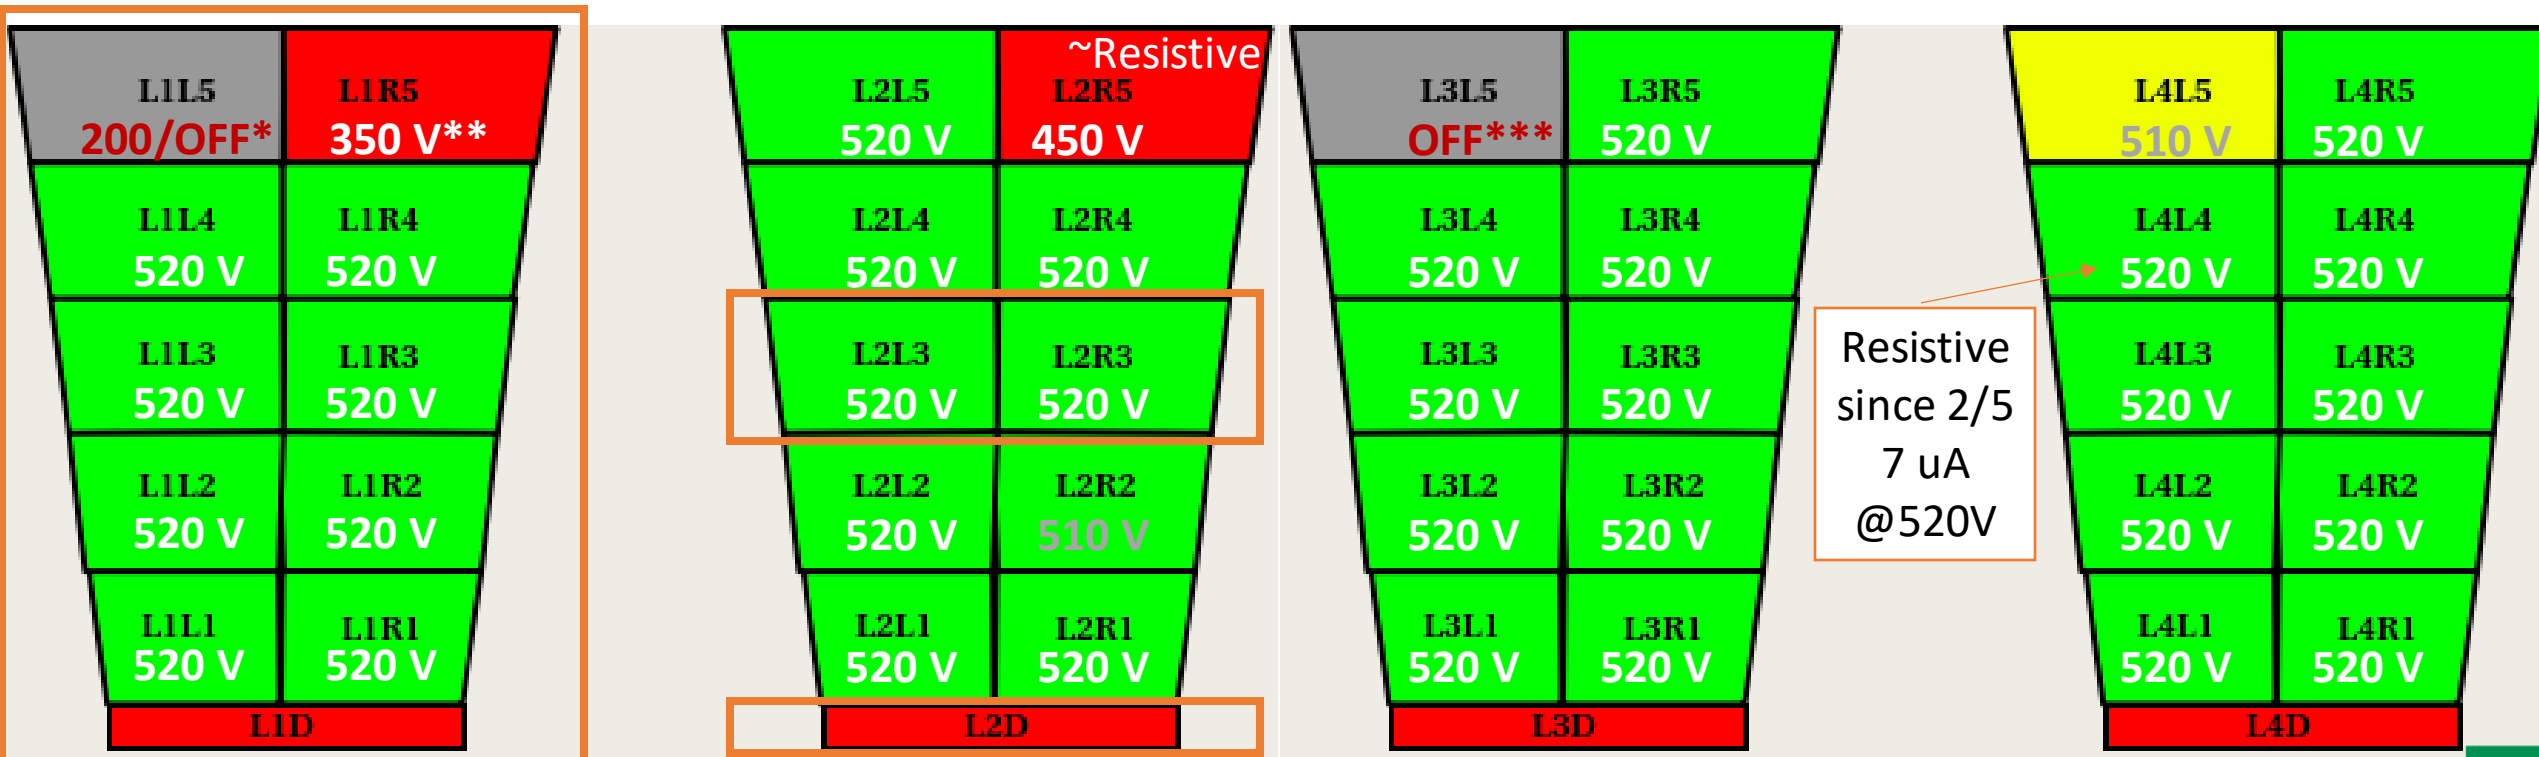 ~Resistive
L1L5 L1R5 L2L5 L2R5 L3L5 L3R5 L4L5 L4R5
200/OFF* 350 V** 520 V 450 V OFF*** 520 V 510 V 520 V
L1L4 L1R4 L2L4 L2R4 L3L4 L3R4 L4L4 L4R4
520 V 520 V 520 V 520 V 520 V 520 V 520 V 520 V
L1L3 L1R3 L2L3 L2R3 L3L3 L3R3 L4L3 L4R3
520 V 520 V 520 V 520 V 520 V 520 V 520 V 520 V
Resistive
since 2/5
7 uA
@520V
L1L2 L1R2 L2L2 L2R2 L3L2 L3R2 L4L2 L4R2
520 V 520 V 520 V 510 V 520 V 520 V 520 V 520 V
L1L1 L1R1 L2L1 L2R1 L3L1 L3R1 L4L1 L4R1
520 V 520 V 520 V 520 V 520 V 520 V 520 V 520 V
L1D L2D L3D L4D